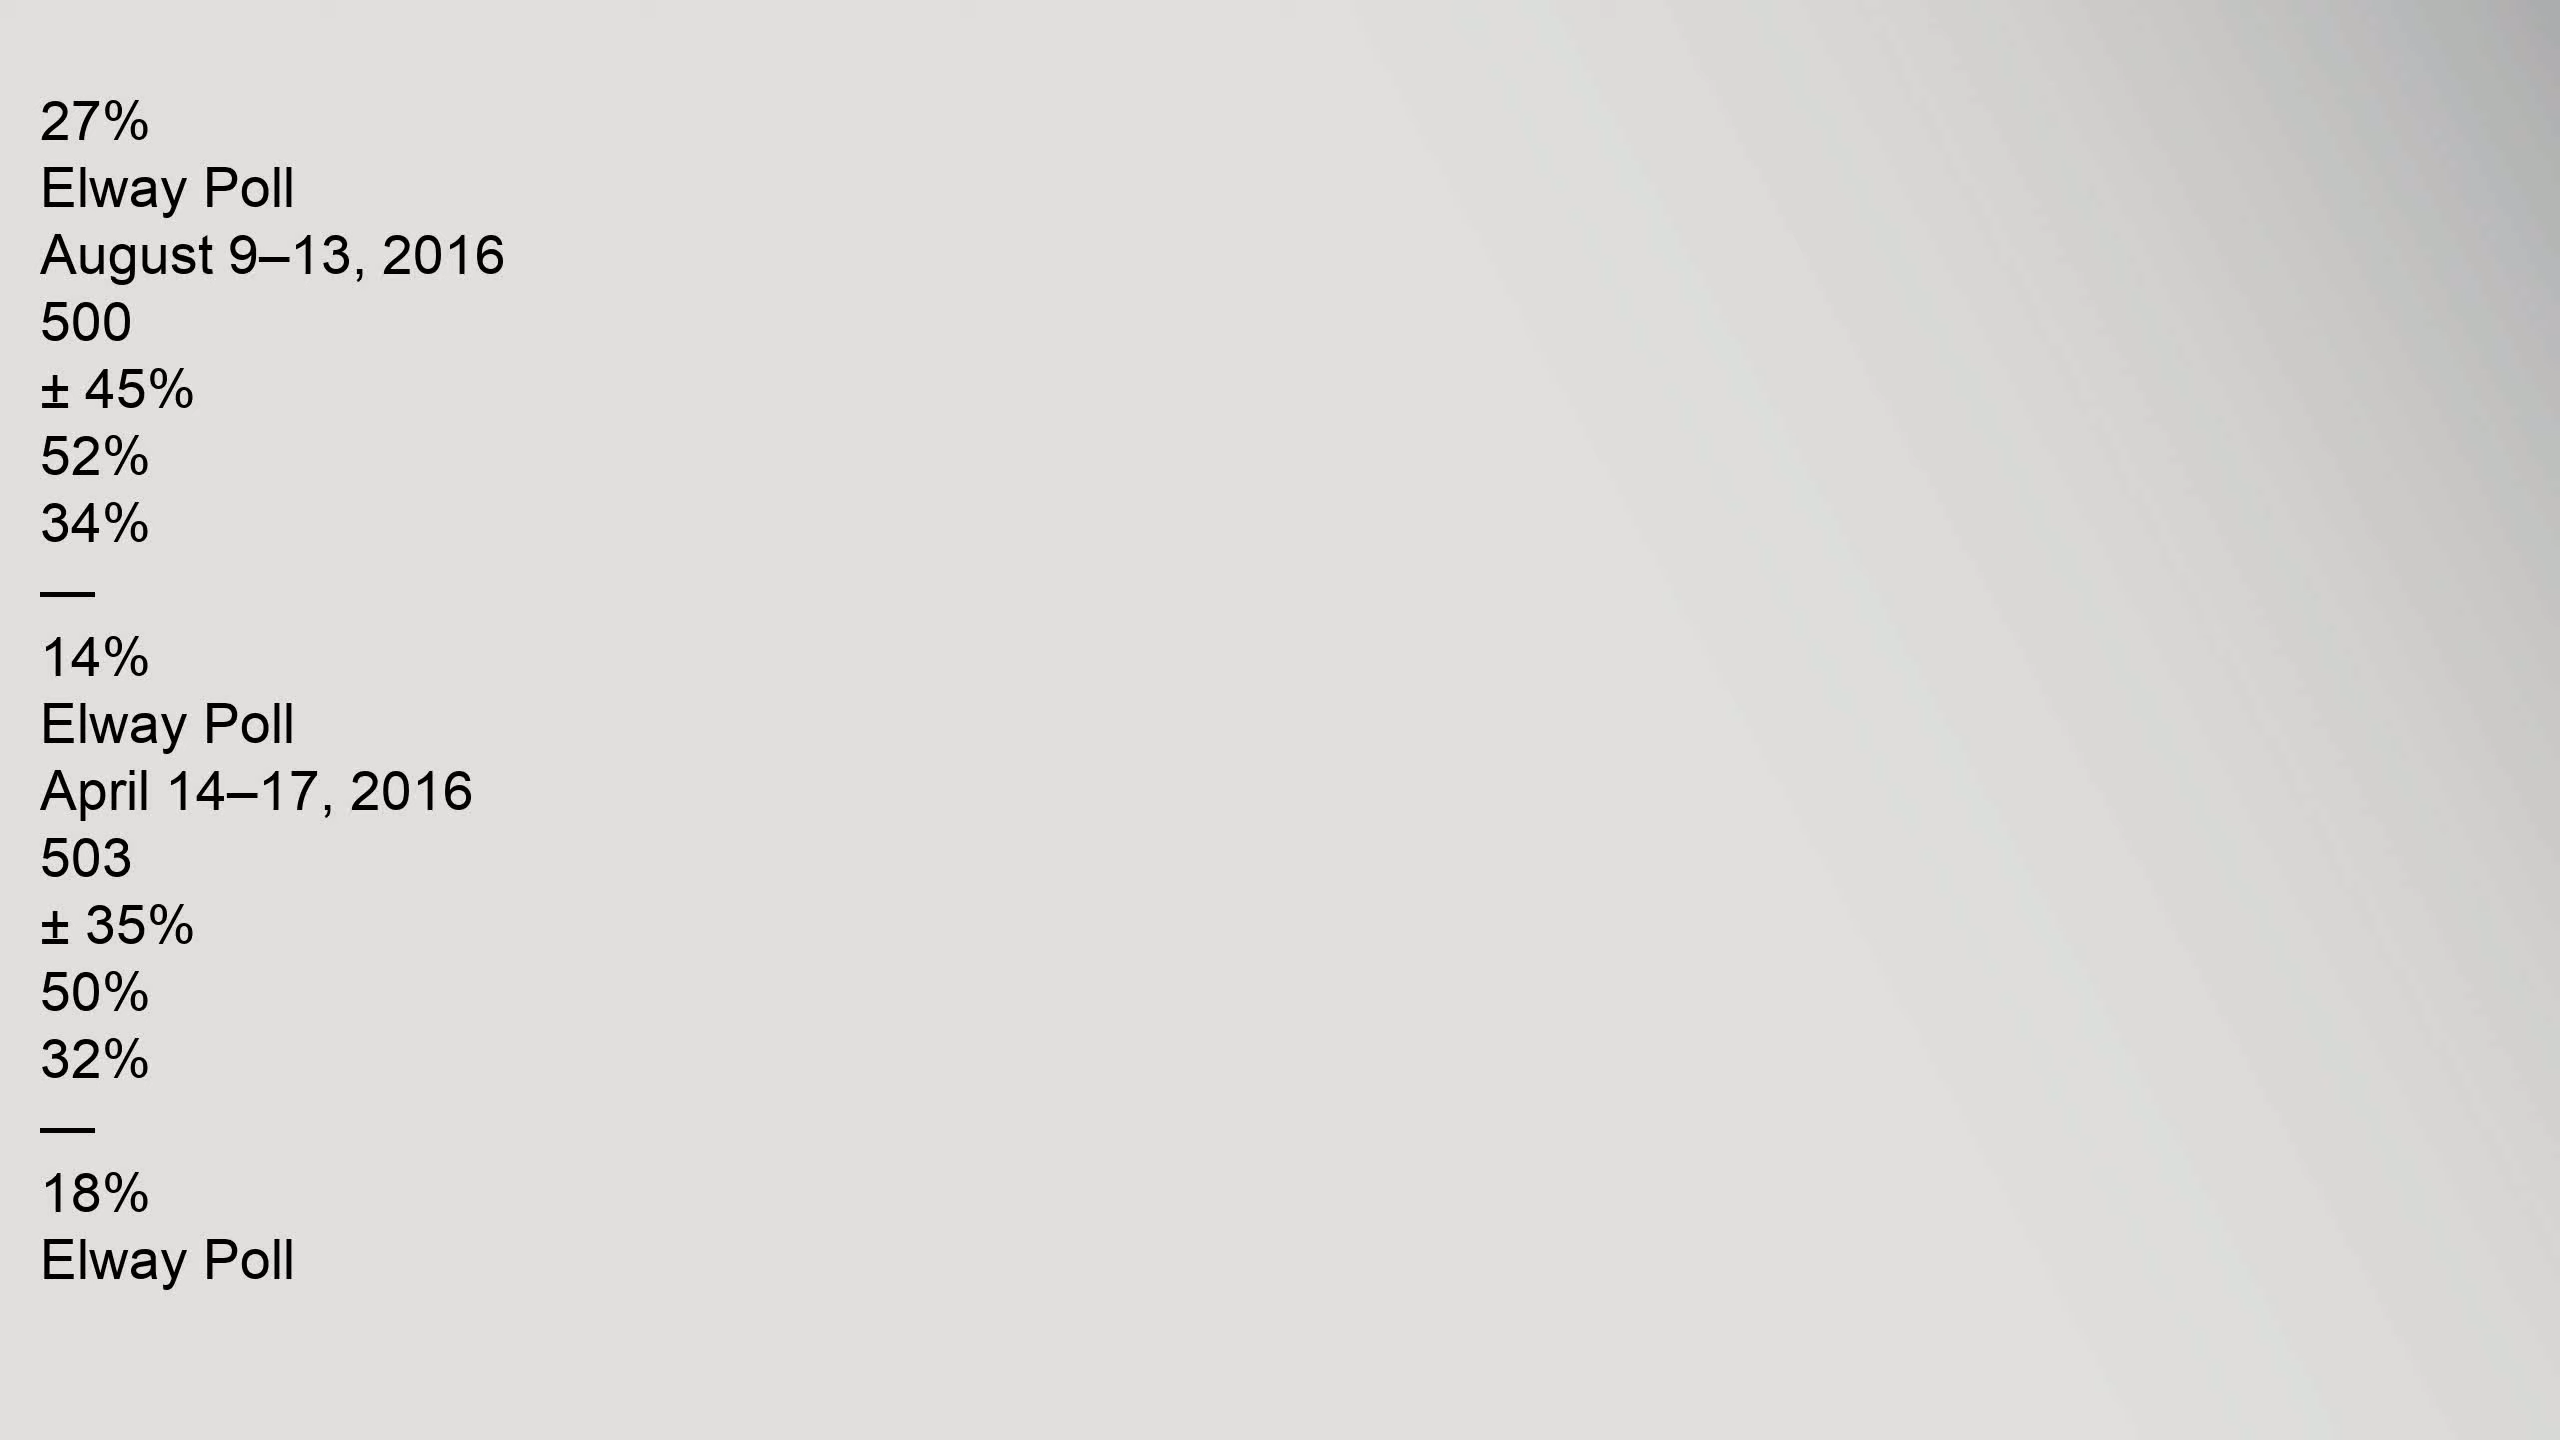 27%
Elway Poll
August 9–13, 2016
500
± 45%
52%
34%
—
14%
Elway Poll
April 14–17, 2016
503
± 35%
50%
32%
—
18%
Elway Poll